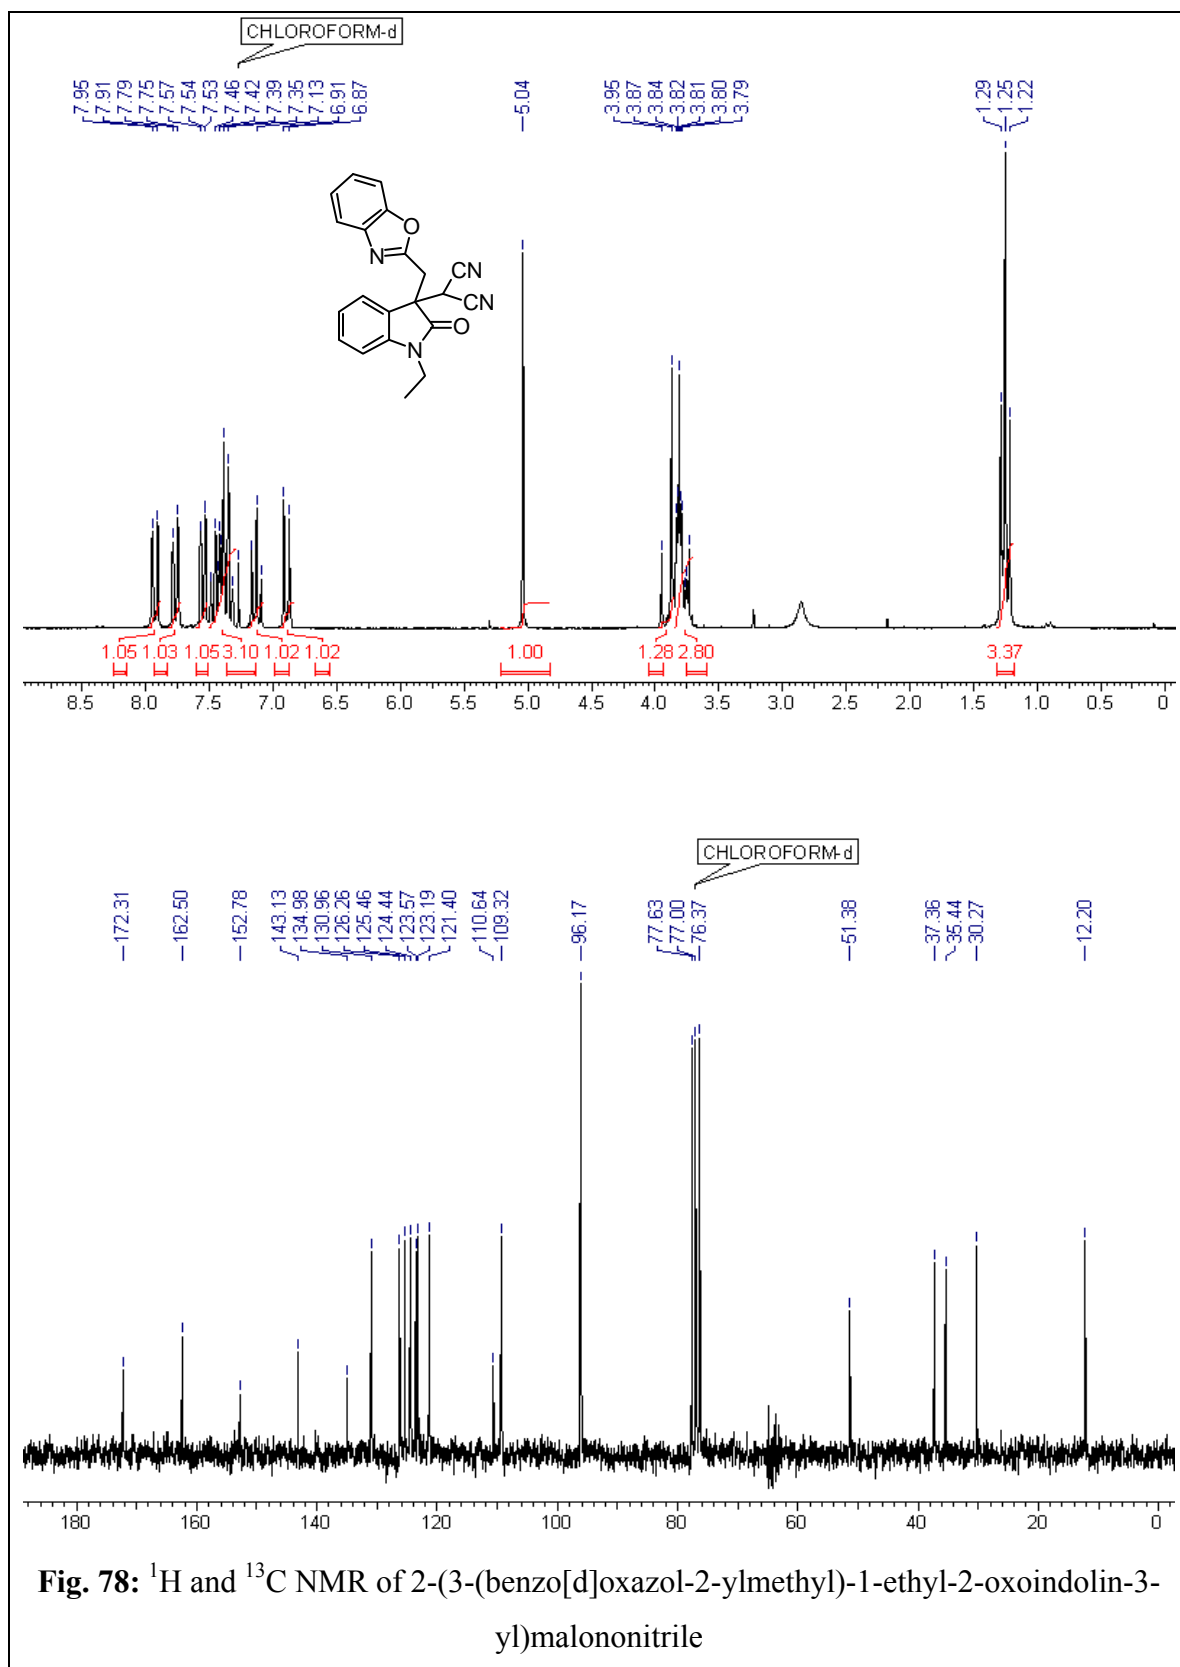 CHLOROFORM-d
7.95 7.91 7.79 7.75 7.57 7.54 7.53 7.46 7.42 7.39 7.35 7.13 6.91 6.87
5.04
3.95 3.87 3.84 3.82 3.81 3.80 3.79
1.29 1.25 1.22
O
N
CN
CN
O
N
1.05 1.03 1.05 3.10 1.02 1.02 1.00 1.28 2.80 3.37
8.5 8.0 7.5 7.0 6.5 6.0 5.5 5.0 4.5 4.0 3.5 3.0 2.5 2.0 1.5 1.0 0.5 0
CHLOROFORM-d
172.31 162.50 152.78 143.13 134.98 130.96 126.26 125.46 124.44 123.57 123.19 121.40 110.64 109.32 96.17 77.63 77.00 76.37 51.38 37.36 35.44 30.27 12.20
180 160 140 120 100 80 60 40 20 0
Fig. 78: ¹H and ¹³C NMR of 2-(3-(benzo[d]oxazol-2-ylmethyl)-1-ethyl-2-oxoindolin-3-
yl)malononitrile